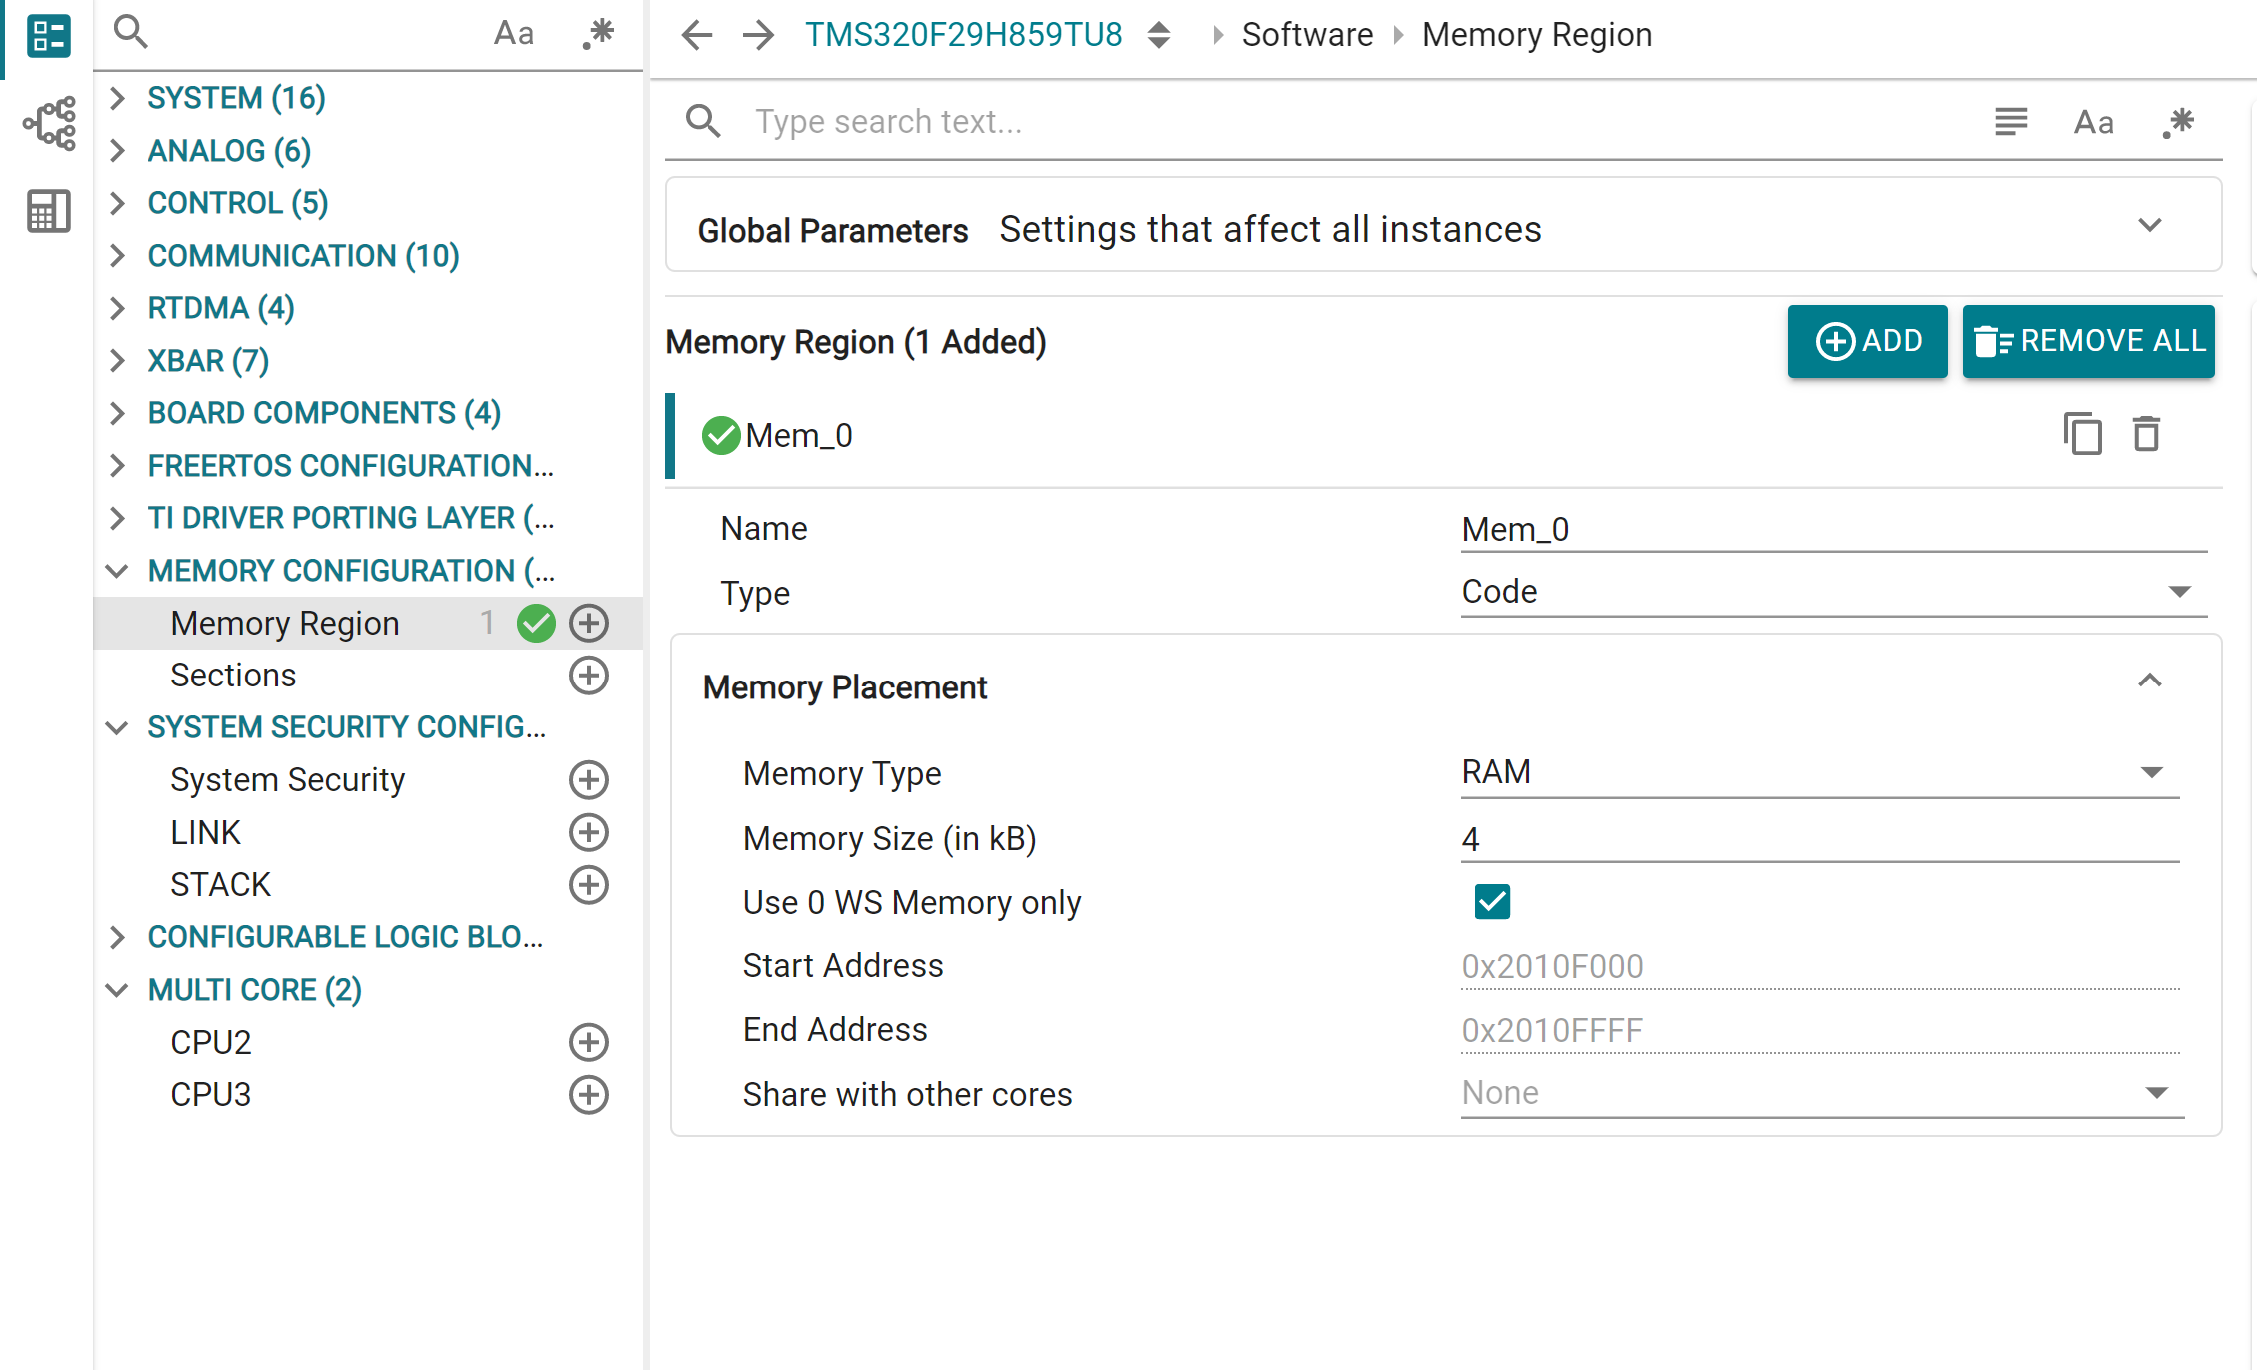 Aa .*
SYSTEM (16)
ANALOG (6)
CONTROL (5)
COMMUNICATION (10)
RTDMA (4)
XBAR (7)
BOARD COMPONENTS (4)
FREERTOS CONFIGURATION...
TI DRIVER PORTING LAYER (...
MEMORY CONFIGURATION (...
Memory Region 1
Sections
SYSTEM SECURITY CONFIG...
System Security
LINK
STACK
CONFIGURABLE LOGIC BLO...
MULTI CORE (2)
CPU2
CPU3
TMS320F29H859TU8 Software Memory Region
Type search text... Aa .*
Global Parameters Settings that affect all instances
Memory Region (1 Added) ADD REMOVE ALL
Mem_0
Name Mem_0
Type Code
Memory Placement
Memory Type RAM
Memory Size (in kB) 4
Use 0 WS Memory only
Start Address 0x2010F000
End Address 0x2010FFFF
Share with other cores None